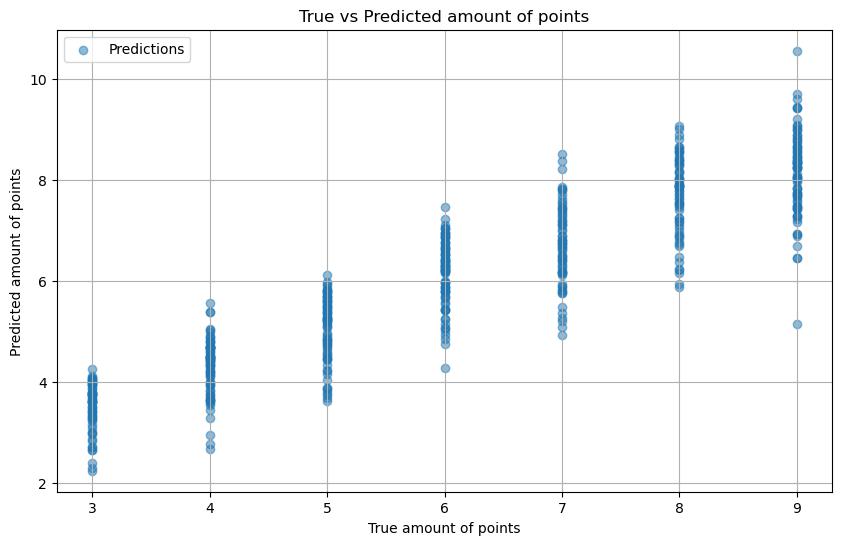 True vs Predicted amount of points
Predictions
Predicted amount of points
10
8
6
4
2
3 4 5 6 7 8 9
True amount of points